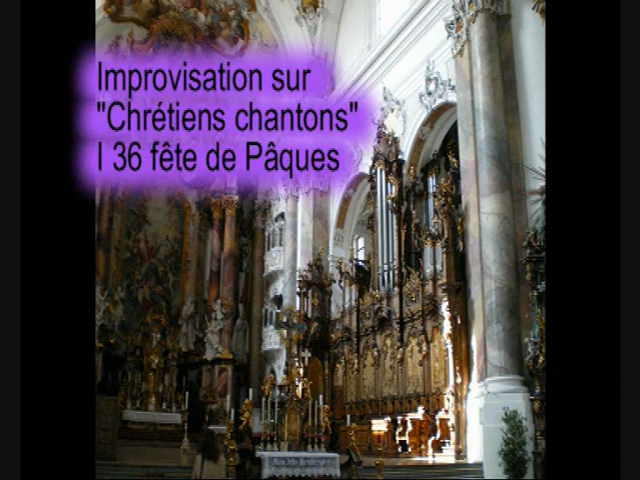 Improvisation sur
"Chrétiens chantons"
I 36 fête de Pâques